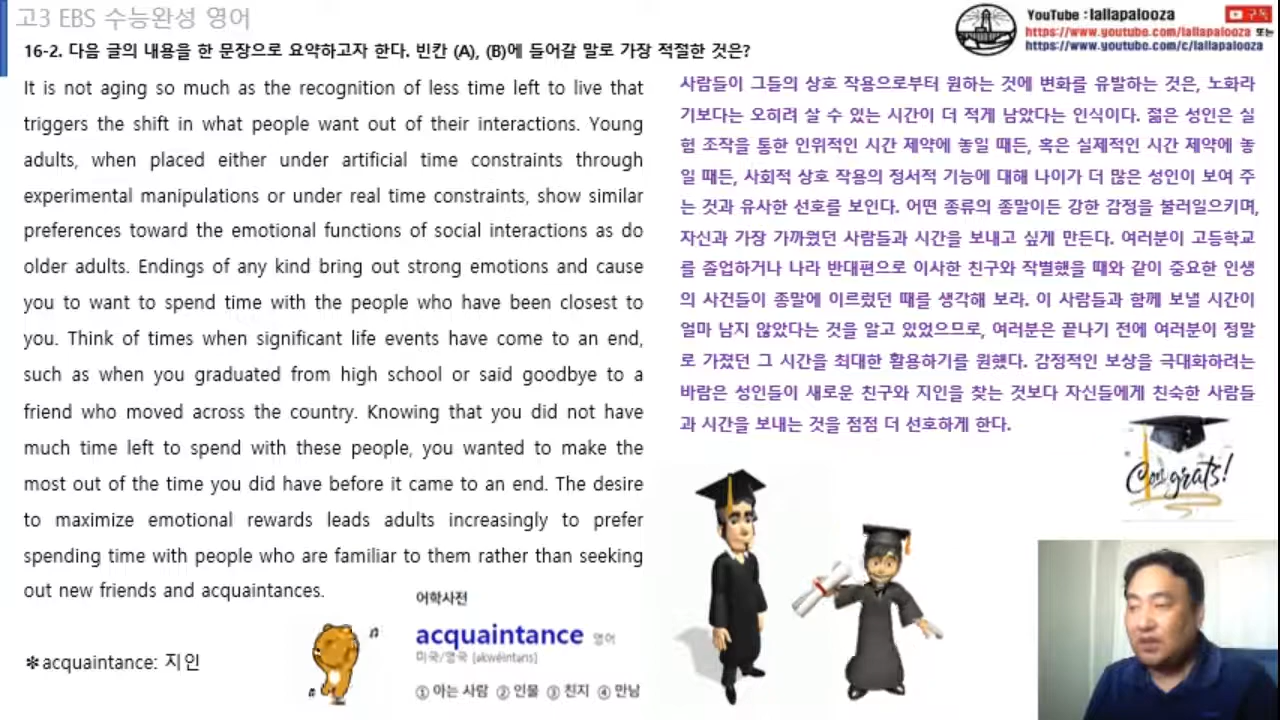 고3 EBS 수능완성 영어
YouTube : lallapalooza
구독
https://www.youtube.com/lallapalooza 또는
https://www.youtube.com/c/lallapalooza
16-2. 다음 글의 내용을 한 문장으로 요약하고자 한다. 빈칸 (A), (B)에 들어갈 말로 가장 적절한 것은?
It is not aging so much as the recognition of less time left to live that
triggers the shift in what people want out of their interactions. Young
adults, when placed either under artificial time constraints through
experimental manipulations or under real time constraints, show similar
preferences toward the emotional functions of social interactions as do
older adults. Endings of any kind bring out strong emotions and cause
you to want to spend time with the people who have been closest to
you. Think of times when significant life events have come to an end,
such as when you graduated from high school or said goodbye to a
friend who moved across the country. Knowing that you did not have
much time left to spend with these people, you wanted to make the
most out of the time you did have before it came to an end. The desire
to maximize emotional rewards leads adults increasingly to prefer
spending time with people who are familiar to them rather than seeking
out new friends and acquaintances.
✻acquaintance: 지인
어학사전
acquaintance 영어
미국/영국 [əkwéintəns]
① 아는 사람 ② 인물 ③ 친지 ④ 만남
사람들이 그들의 상호 작용으로부터 원하는 것에 변화를 유발하는 것은, 노화라
기보다는 오히려 살 수 있는 시간이 더 적게 남았다는 인식이다. 젊은 성인은 실
험 조작을 통한 인위적인 시간 제약에 놓일 때든, 혹은 실제적인 시간 제약에 놓
일 때든, 사회적 상호 작용의 정서적 기능에 대해 나이가 더 많은 성인이 보여 주
는 것과 유사한 선호를 보인다. 어떤 종류의 종말이든 강한 감정을 불러일으키며,
자신과 가장 가까웠던 사람들과 시간을 보내고 싶게 만든다. 여러분이 고등학교
를 졸업하거나 나라 반대편으로 이사한 친구와 작별했을 때와 같이 중요한 인생
의 사건들이 종말에 이르렀던 때를 생각해 보라. 이 사람들과 함께 보낼 시간이
얼마 남지 않았다는 것을 알고 있었으므로, 여러분은 끝나기 전에 여러분이 정말
로 가졌던 그 시간을 최대한 활용하기를 원했다. 감정적인 보상을 극대화하려는
바람은 성인들이 새로운 친구와 지인을 찾는 것보다 자신들에게 친숙한 사람들
과 시간을 보내는 것을 점점 더 선호하게 한다.
Congrats!